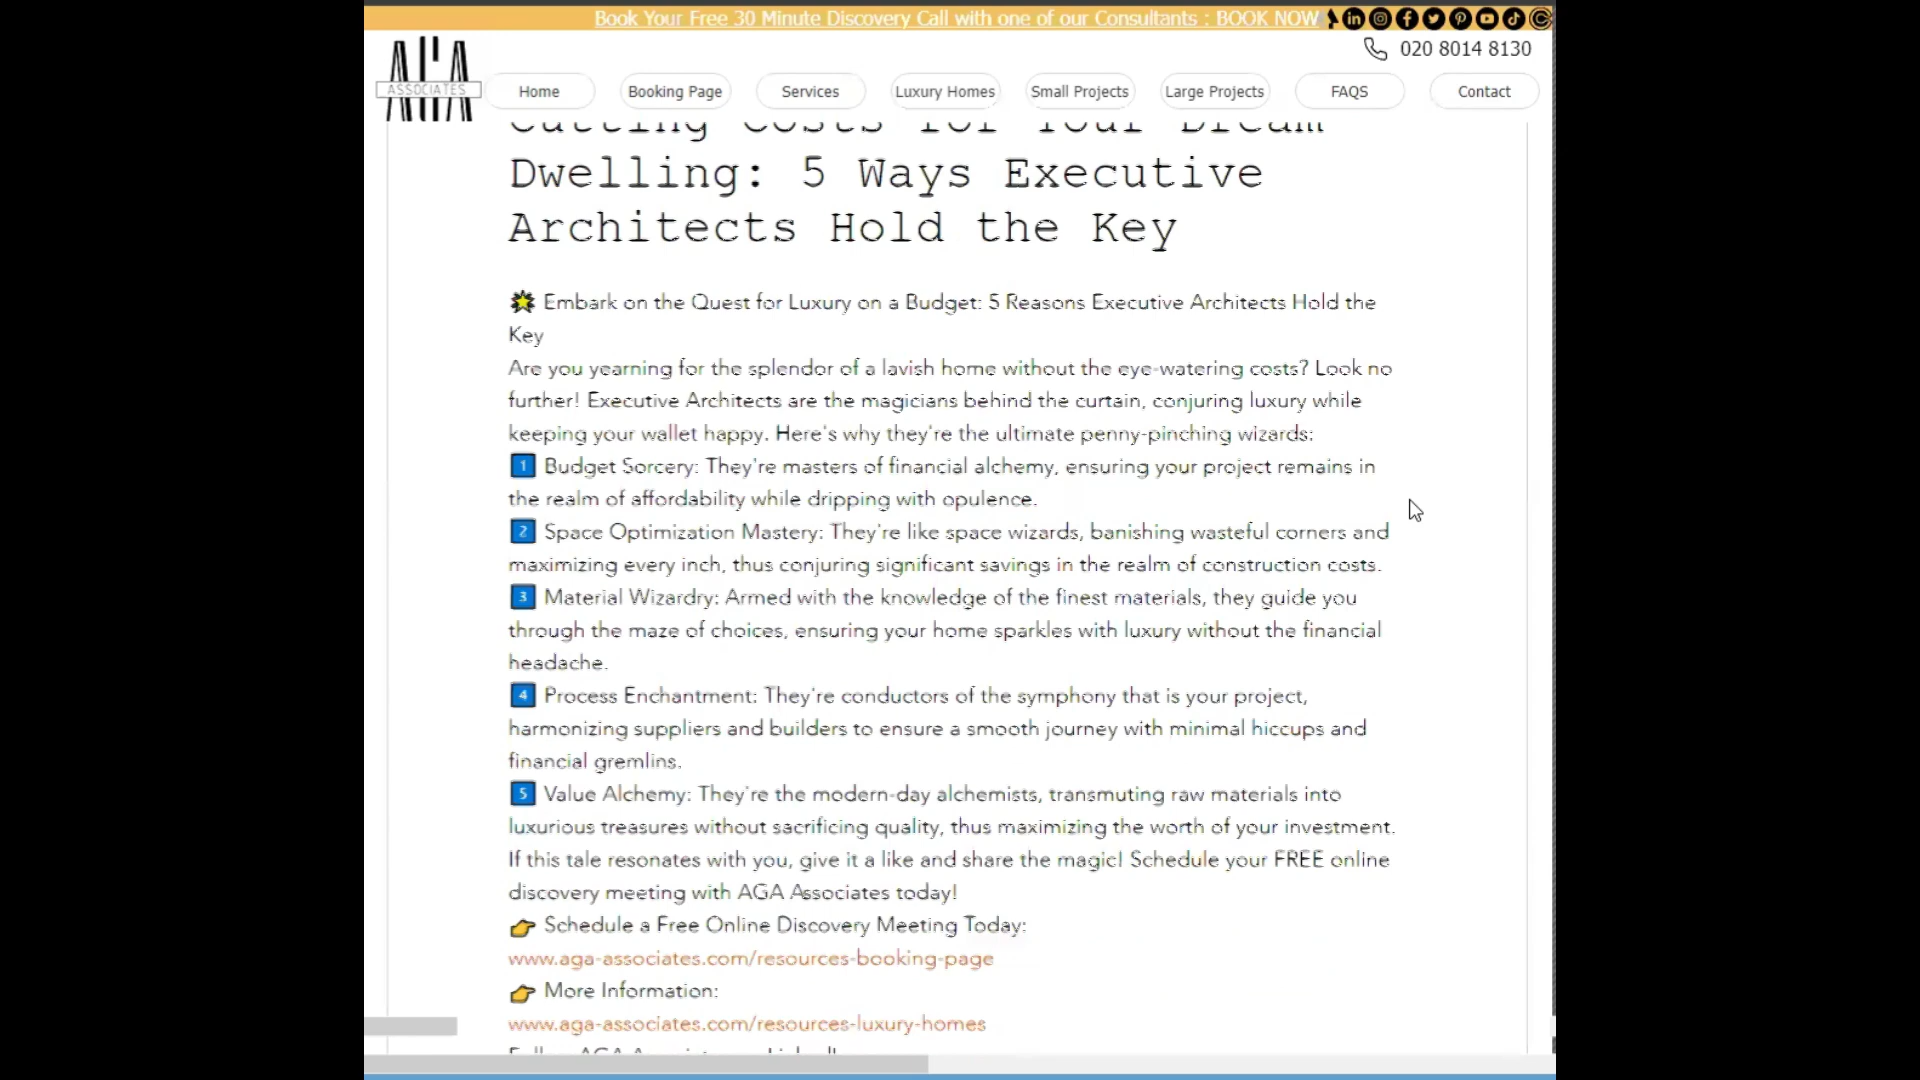 Book Your Free 30 Minute Discovery Call with one of our Consultants : BOOK NOW
020 8014 8130
AGA
ASSOCIATES
Home
Booking Page
Services
Luxury Homes
Small Projects
Large Projects
FAQS
Contact
Cutting Costs for Your Dream
Dwelling: 5 Ways Executive
Architects Hold the Key
🌟 Embark on the Quest for Luxury on a Budget: 5 Reasons Executive Architects Hold the
Key
Are you yearning for the splendor of a lavish home without the eye-watering costs? Look no
further! Executive Architects are the magicians behind the curtain, conjuring luxury while
keeping your wallet happy. Here's why they're the ultimate penny-pinching wizards:
1 Budget Sorcery: They're masters of financial alchemy, ensuring your project remains in
the realm of affordability while dripping with opulence.
2 Space Optimization Mastery: They're like space wizards, banishing wasteful corners and
maximizing every inch, thus conjuring significant savings in the realm of construction costs.
3 Material Wizardry: Armed with the knowledge of the finest materials, they guide you
through the maze of choices, ensuring your home sparkles with luxury without the financial
headache.
4 Process Enchantment: They're conductors of the symphony that is your project,
harmonizing suppliers and builders to ensure a smooth journey with minimal hiccups and
financial gremlins.
5 Value Alchemy: They're the modern-day alchemists, transmuting raw materials into
luxurious treasures without sacrificing quality, thus maximizing the worth of your investment.
If this tale resonates with you, give it a like and share the magic! Schedule your FREE online
discovery meeting with AGA Associates today!
👉 Schedule a Free Online Discovery Meeting Today:
www.aga-associates.com/resources-booking-page
👉 More Information:
www.aga-associates.com/resources-luxury-homes